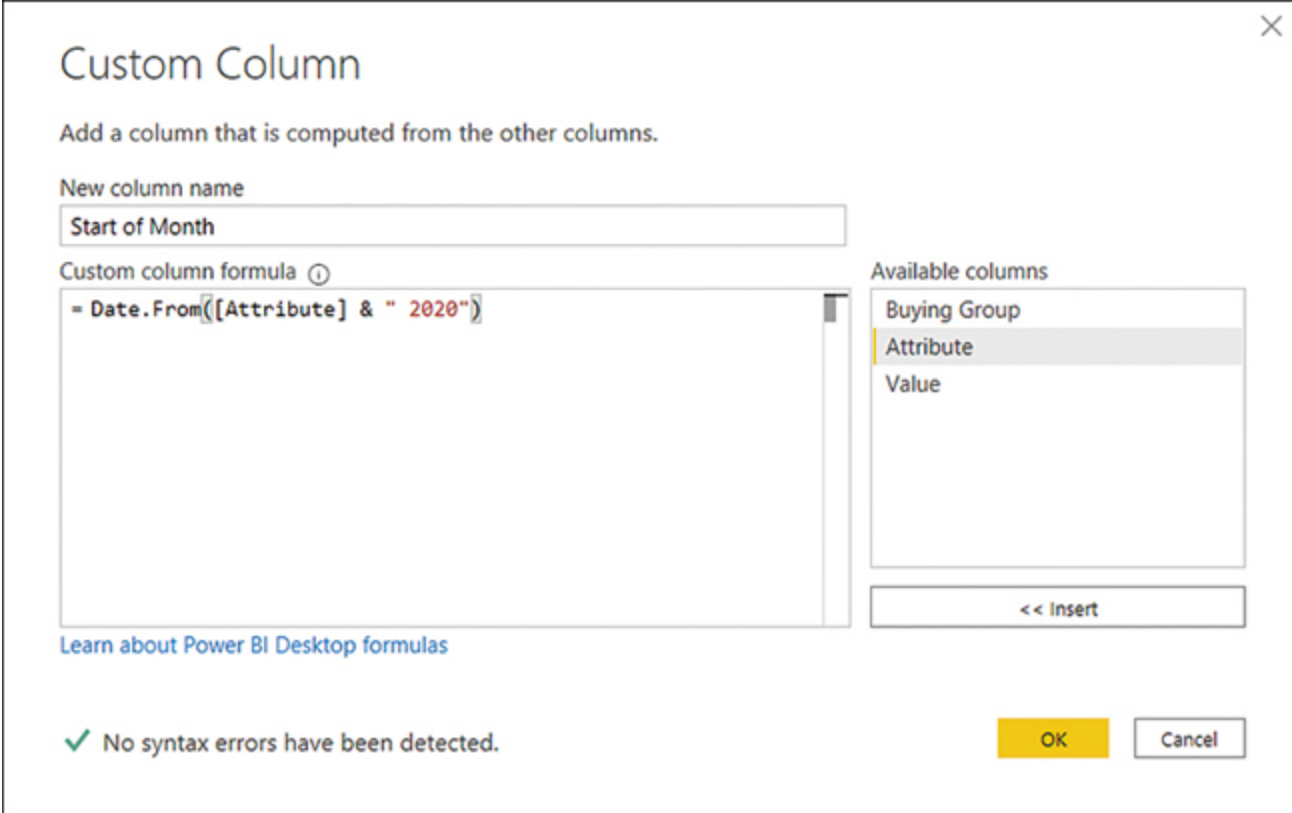 Custom Column
Add a column that is computed from the other columns.
New column name
Start of Month
Custom column formula
= Date.From([Attribute] & " 2020")
Available columns
Buying Group
Attribute
Value
<< Insert
Learn about Power BI Desktop formulas
No syntax errors have been detected.
OK
Cancel